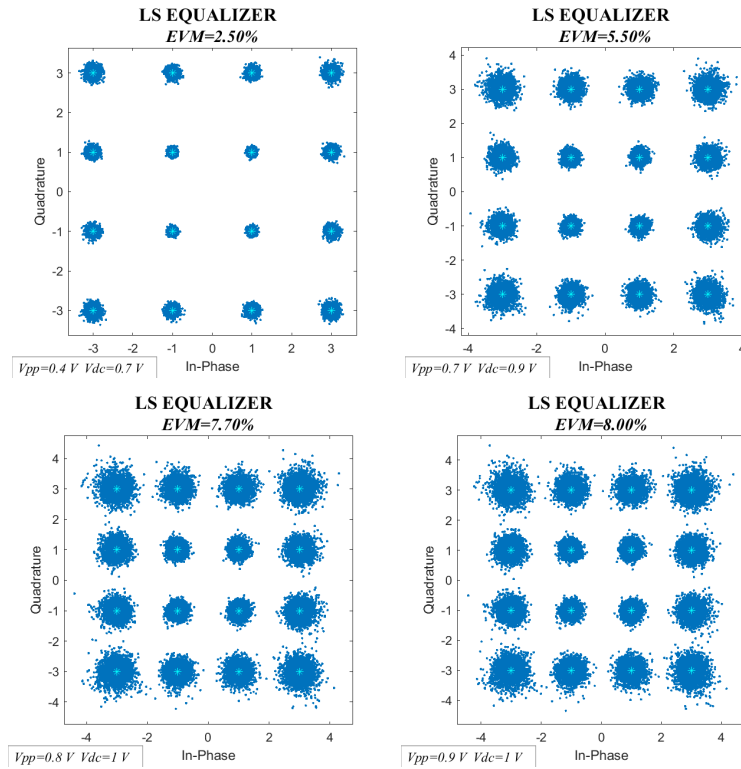 LS EQUALIZER
EVM=2.50%
3
2
1
0
-1
-2
-3
Quadrature
-3 -2 -1 0 1 2 3
In-Phase
Vpp=0.4 V Vdc=0.7 V
LS EQUALIZER
EVM=5.50%
4
3
2
1
0
-1
-2
-3
-4
Quadrature
-4 -2 0 2 4
In-Phase
Vpp=0.7 V Vdc=0.9 V
LS EQUALIZER
EVM=7.70%
4
3
2
1
0
-1
-2
-3
-4
Quadrature
-4 -2 0 2 4
In-Phase
Vpp=0.8 V Vdc=1 V
LS EQUALIZER
EVM=8.00%
4
3
2
1
0
-1
-2
-3
-4
Quadrature
-4 -2 0 2 4
In-Phase
Vpp=0.9 V Vdc=1 V